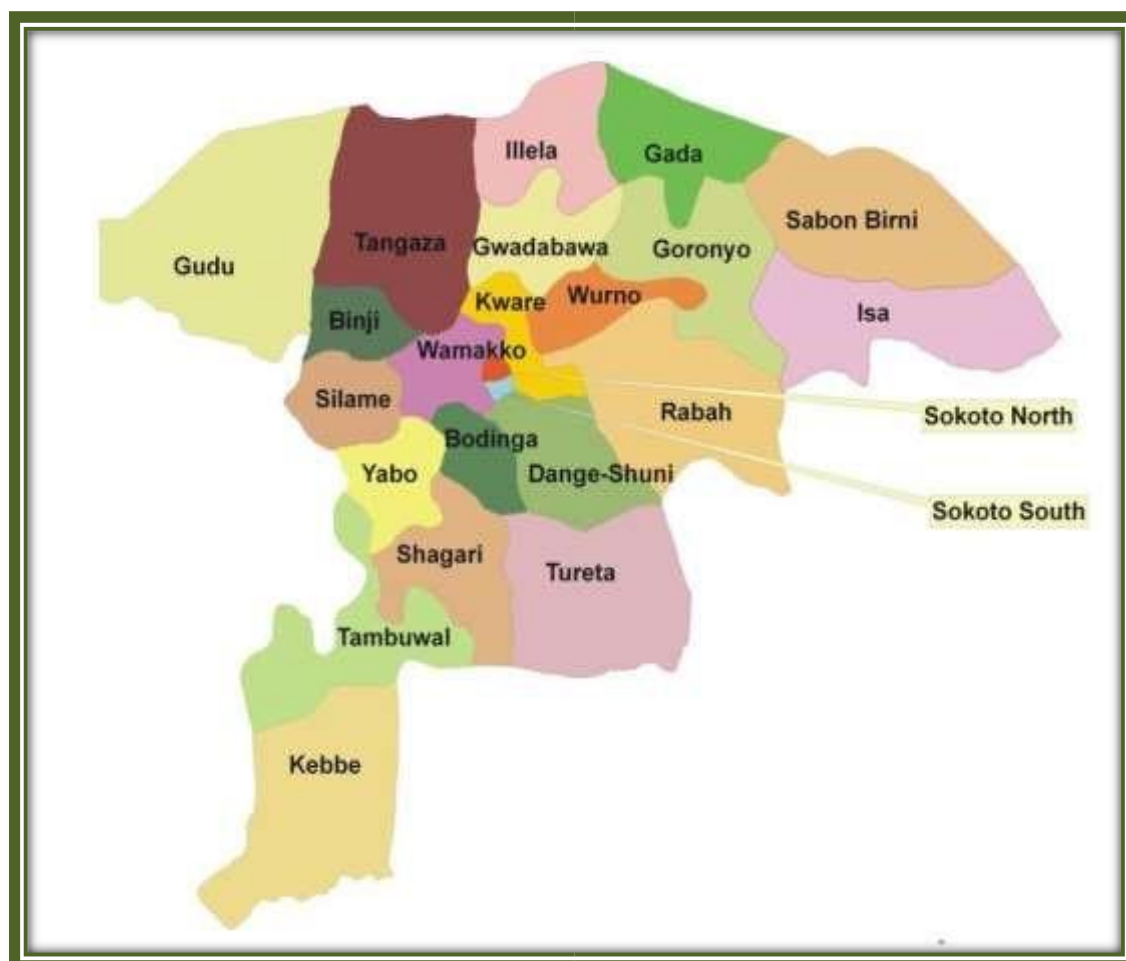 Illela
Gada
Sabon Birni
Tangaza
Gwadabawa
Goronyo
Gudu
Kware
Wurno
Isa
Binji
Wamakko
Silame
Rabah
Sokoto North
Bodinga
Yabo
Dange-Shuni
Sokoto South
Shagari
Tureta
Tambuwal
Kebbe